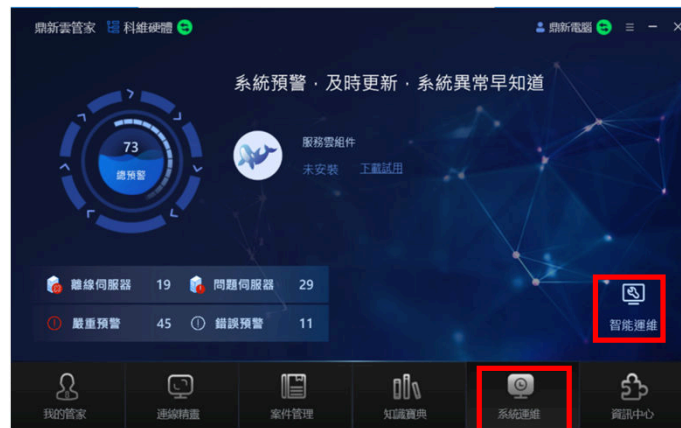 鼎新雲管家 科維硬體
鼎新電腦
系統預警，及時更新，系統異常早知道
73
總預警
服務雲組件
未安裝 下載試用
離線伺服器 19 問題伺服器 29
嚴重預警 45 錯誤預警 11
智能運維
我的管家 連線精靈 案件管理 知識寶典 系統運維 資訊中心